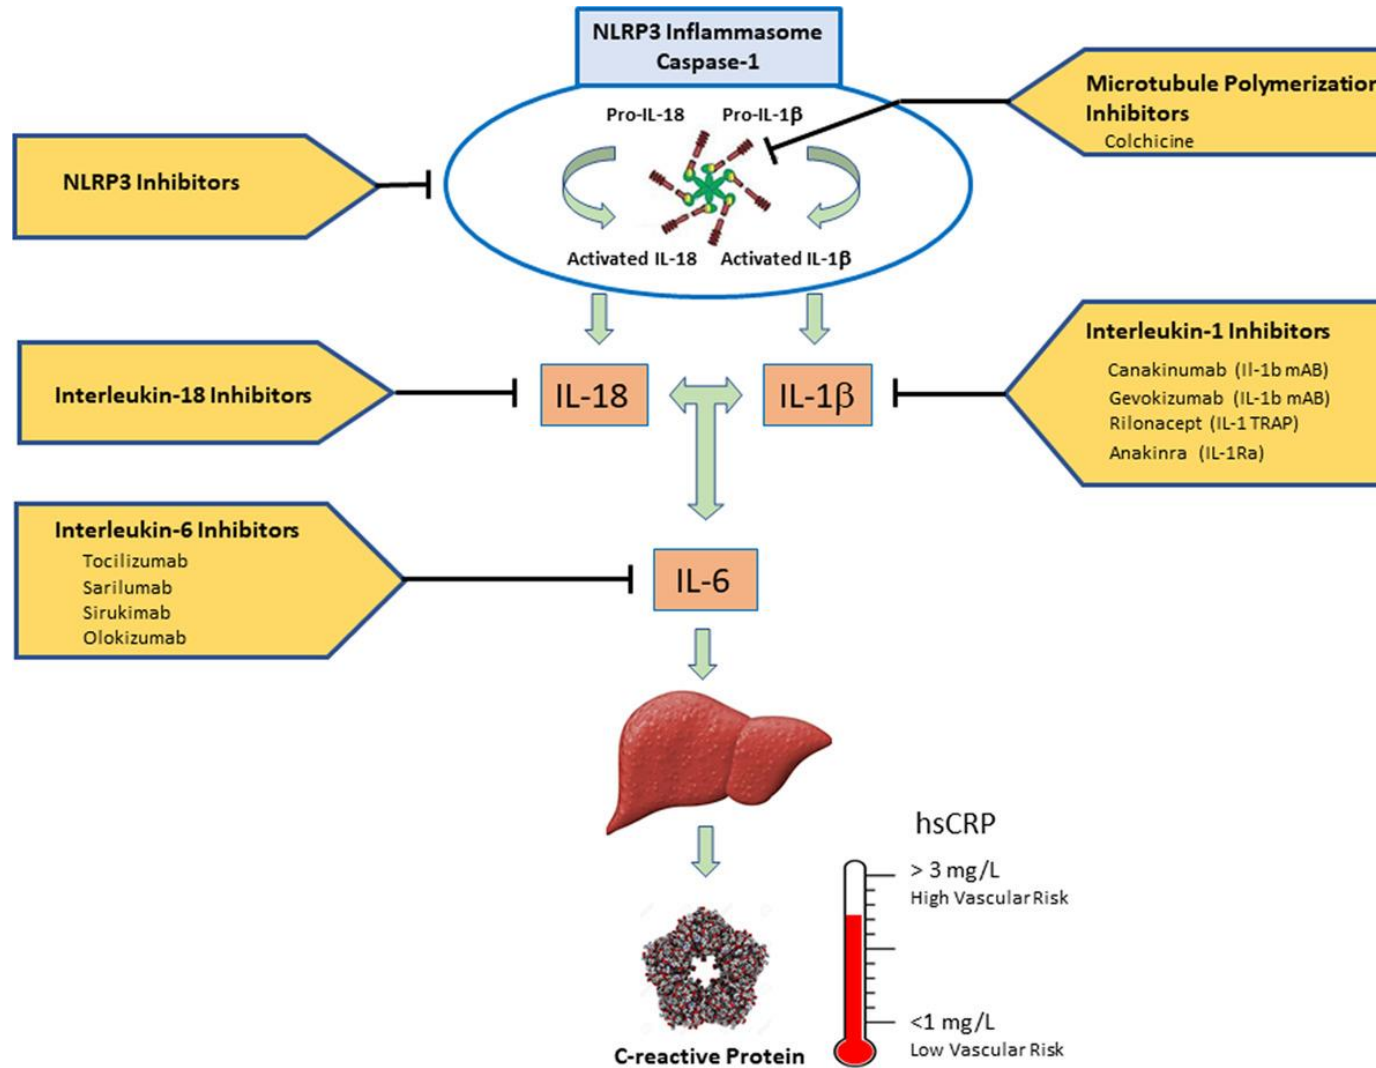 NLRP3 Inflammasome
Caspase-1
Microtubule Polymerization
Inhibitors
Colchicine
Pro-IL-18
Pro-IL-1β
NLRP3 Inhibitors
Activated IL-18
Activated IL-1β
Interleukin-1 Inhibitors
Canakinumab (Il-1b mAB)
Gevokizumab (IL-1b mAB)
Rilonacept (IL-1 TRAP)
Anakinra (IL-1Ra)
Interleukin-18 Inhibitors
IL-18
IL-1β
Interleukin-6 Inhibitors
Tocilizumab
Sarilumab
Sirukimab
Olokizumab
IL-6
hsCRP
> 3 mg/L
High Vascular Risk
<1 mg/L
Low Vascular Risk
C-reactive Protein